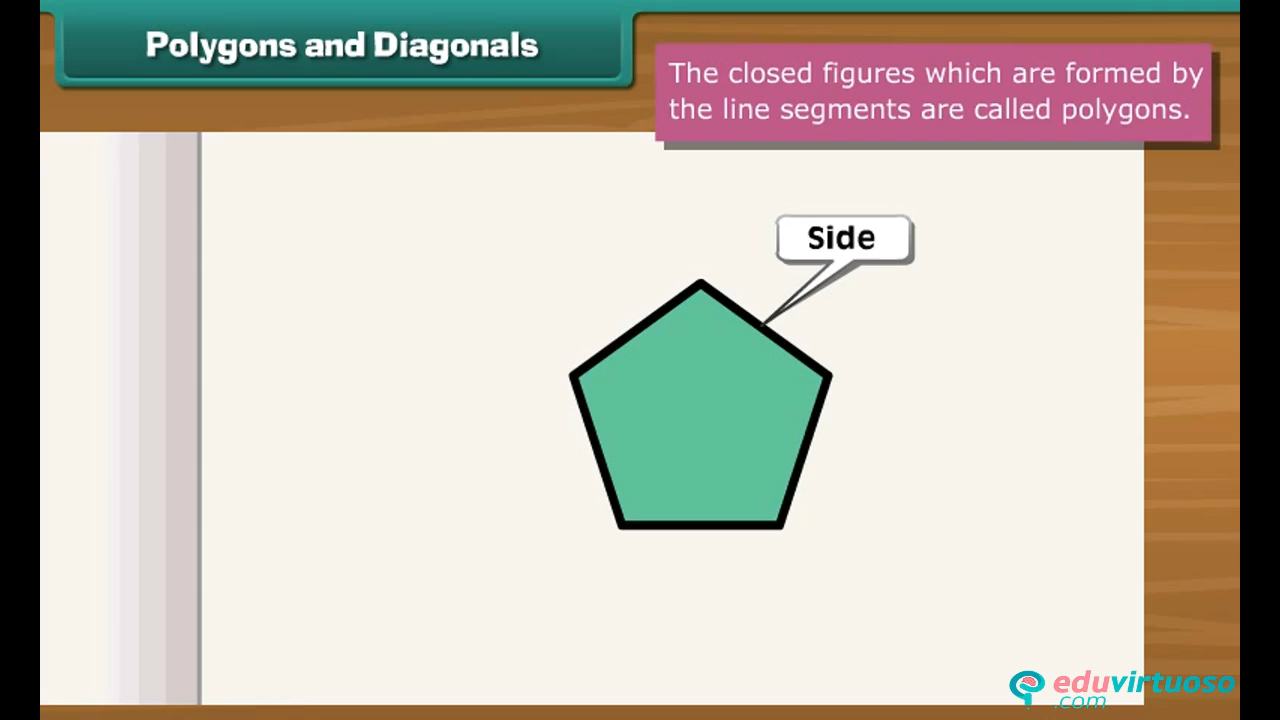 Polygons and Diagonals
The closed figures which are formed by
the line segments are called polygons.
Side
eduvirtuoso
.com